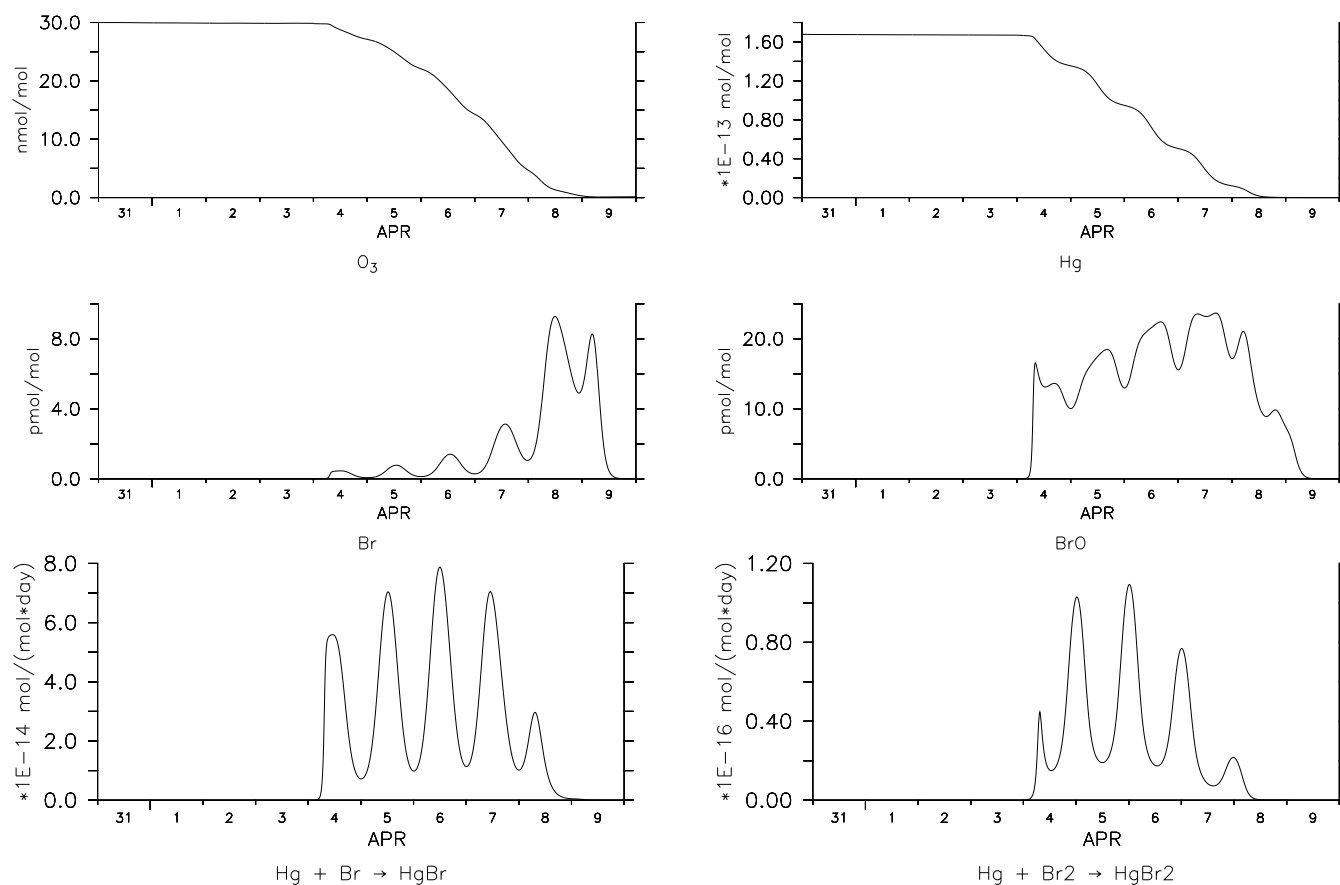 30.0
20.0
10.0
0.0
nmol/mol
31 1 2 3 4 5 6 7 8 9
APR
O₃
1.60
1.20
0.80
0.40
0.00
*1E-13 mol/mol
31 1 2 3 4 5 6 7 8 9
APR
Hg
8.0
4.0
0.0
pmol/mol
31 1 2 3 4 5 6 7 8 9
APR
Br
20.0
10.0
0.0
pmol/mol
31 1 2 3 4 5 6 7 8 9
APR
BrO
8.0
6.0
4.0
2.0
0.0
*1E-14 mol/(mol*day)
31 1 2 3 4 5 6 7 8 9
APR
Hg + Br → HgBr
1.20
0.80
0.40
0.00
*1E-16 mol/(mol*day)
31 1 2 3 4 5 6 7 8 9
APR
Hg + Br2 → HgBr2